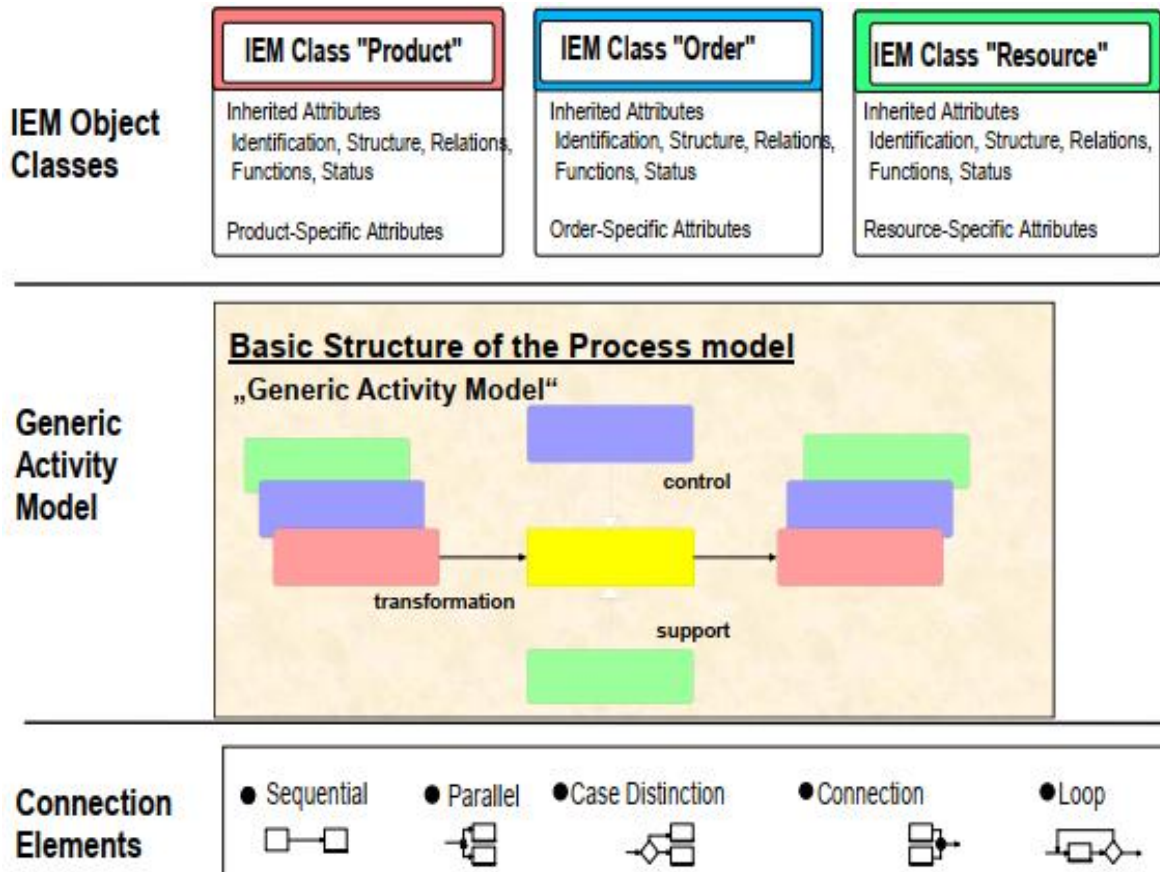 IEM Object
Classes
IEM Class "Product"
Inherited Attributes
Identification, Structure, Relations,
Functions, Status
Product-Specific Attributes
IEM Class "Order"
Inherited Attributes
Identification, Structure, Relations,
Functions, Status
Order-Specific Attributes
IEM Class "Resource"
Inherited Attributes
Identification, Structure, Relations,
Functions, Status
Resource-Specific Attributes
Generic
Activity
Model
Basic Structure of the Process model
„Generic Activity Model“
control
transformation
support
Connection
Elements
● Sequential
● Parallel
●Case Distinction
●Connection
●Loop